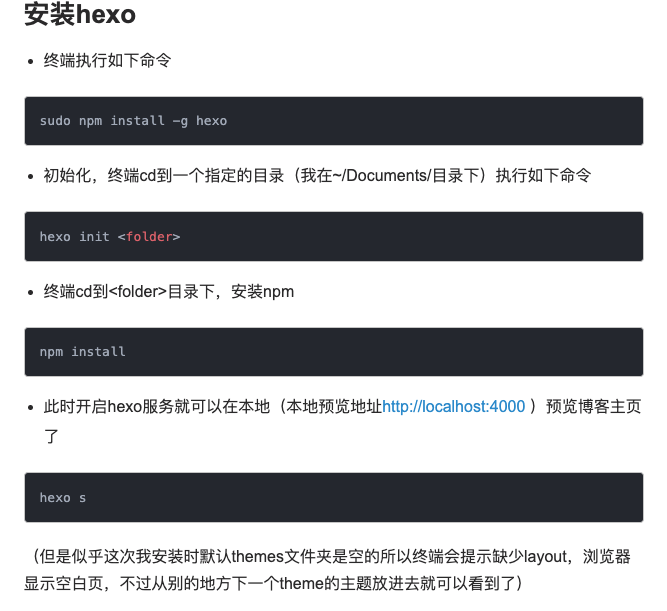 安装hexo
• 终端执行如下命令
sudo npm install -g hexo
• 初始化，终端cd到一个指定的目录（我在~/Documents/目录下）执行如下命令
hexo init <folder>
• 终端cd到<folder>目录下，安装npm
npm install
• 此时开启hexo服务就可以在本地（本地预览地址http://localhost:4000 ）预览博客主页
了
hexo s
（但是似乎这次我安装时默认themes文件夹是空的所以终端会提示缺少layout，浏览器
显示空白页，不过从别的地方下一个theme的主题放进去就可以看到了）